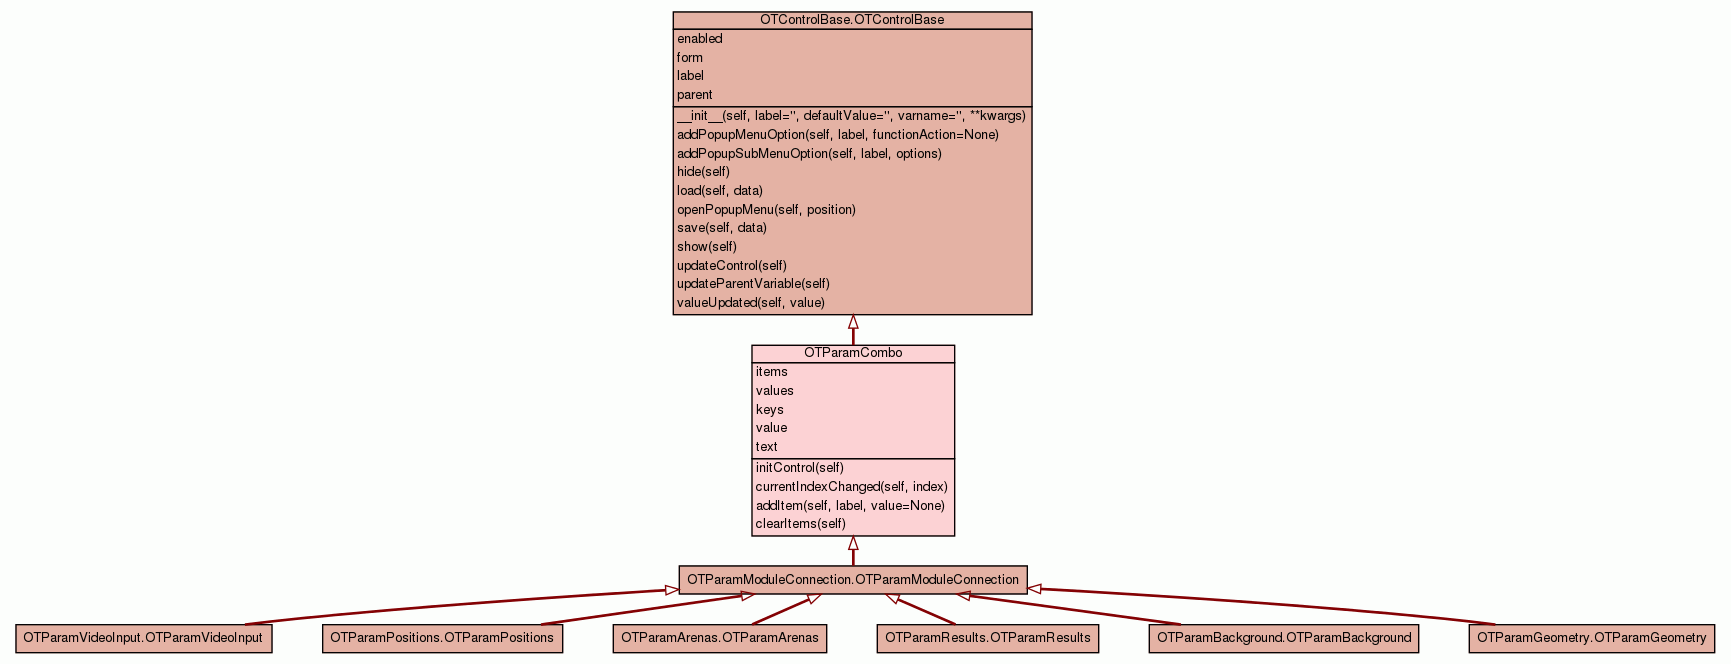 OTControlBase.OTControlBase
enabled
form
label
parent
__init__(self, label='', defaultValue='', varname='', **kwargs)
addPopupMenuOption(self, label, functionAction=None)
addPopupSubMenuOption(self, label, options)
hide(self)
load(self, data)
openPopupMenu(self, position)
save(self, data)
show(self)
updateControl(self)
updateParentVariable(self)
valueUpdated(self, value)
OTParamCombo
items
values
keys
value
text
initControl(self)
currentIndexChanged(self, index)
addItem(self, label, value=None)
clearItems(self)
OTParamModuleConnection.OTParamModuleConnection
OTParamVideoInput.OTParamVideoInput
OTParamPositions.OTParamPositions
OTParamArenas.OTParamArenas
OTParamResults.OTParamResults
OTParamBackground.OTParamBackground
OTParamGeometry.OTParamGeometry